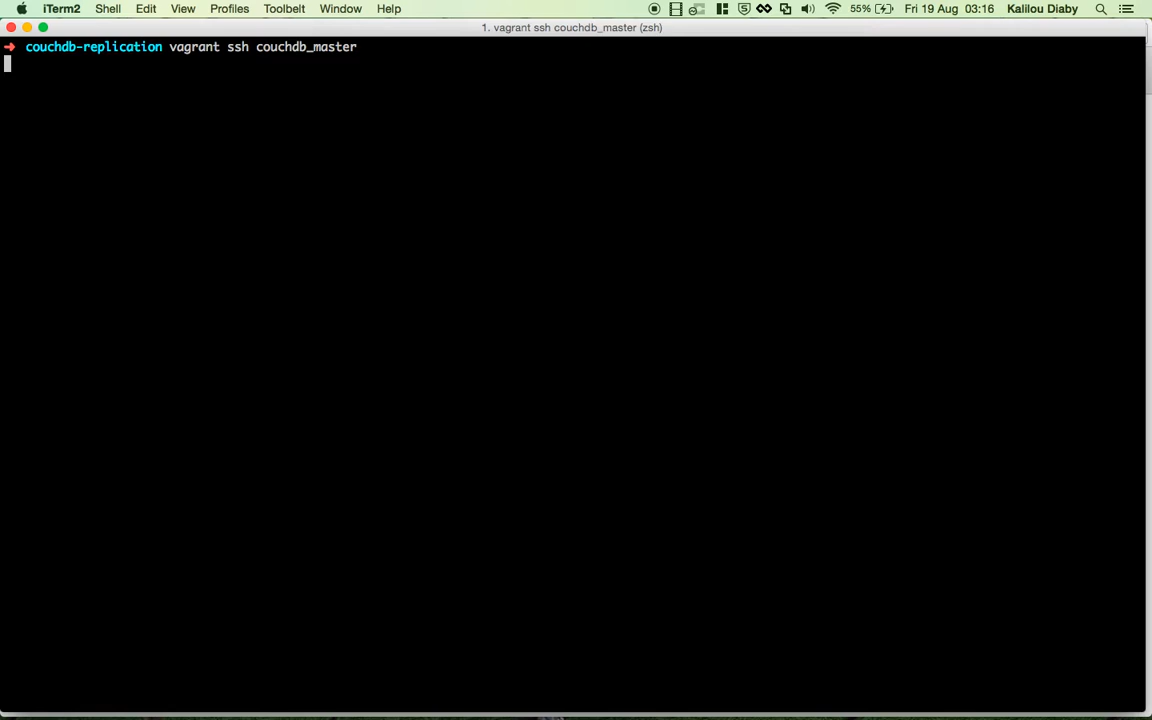 iTerm2 Shell Edit View Profiles Toolbelt Window Help 5 55% Fri 19 Aug 03:16 Kalilou Diaby
1. vagrant ssh couchdb_master (zsh)
➜ couchdb-replication vagrant ssh couchdb_master